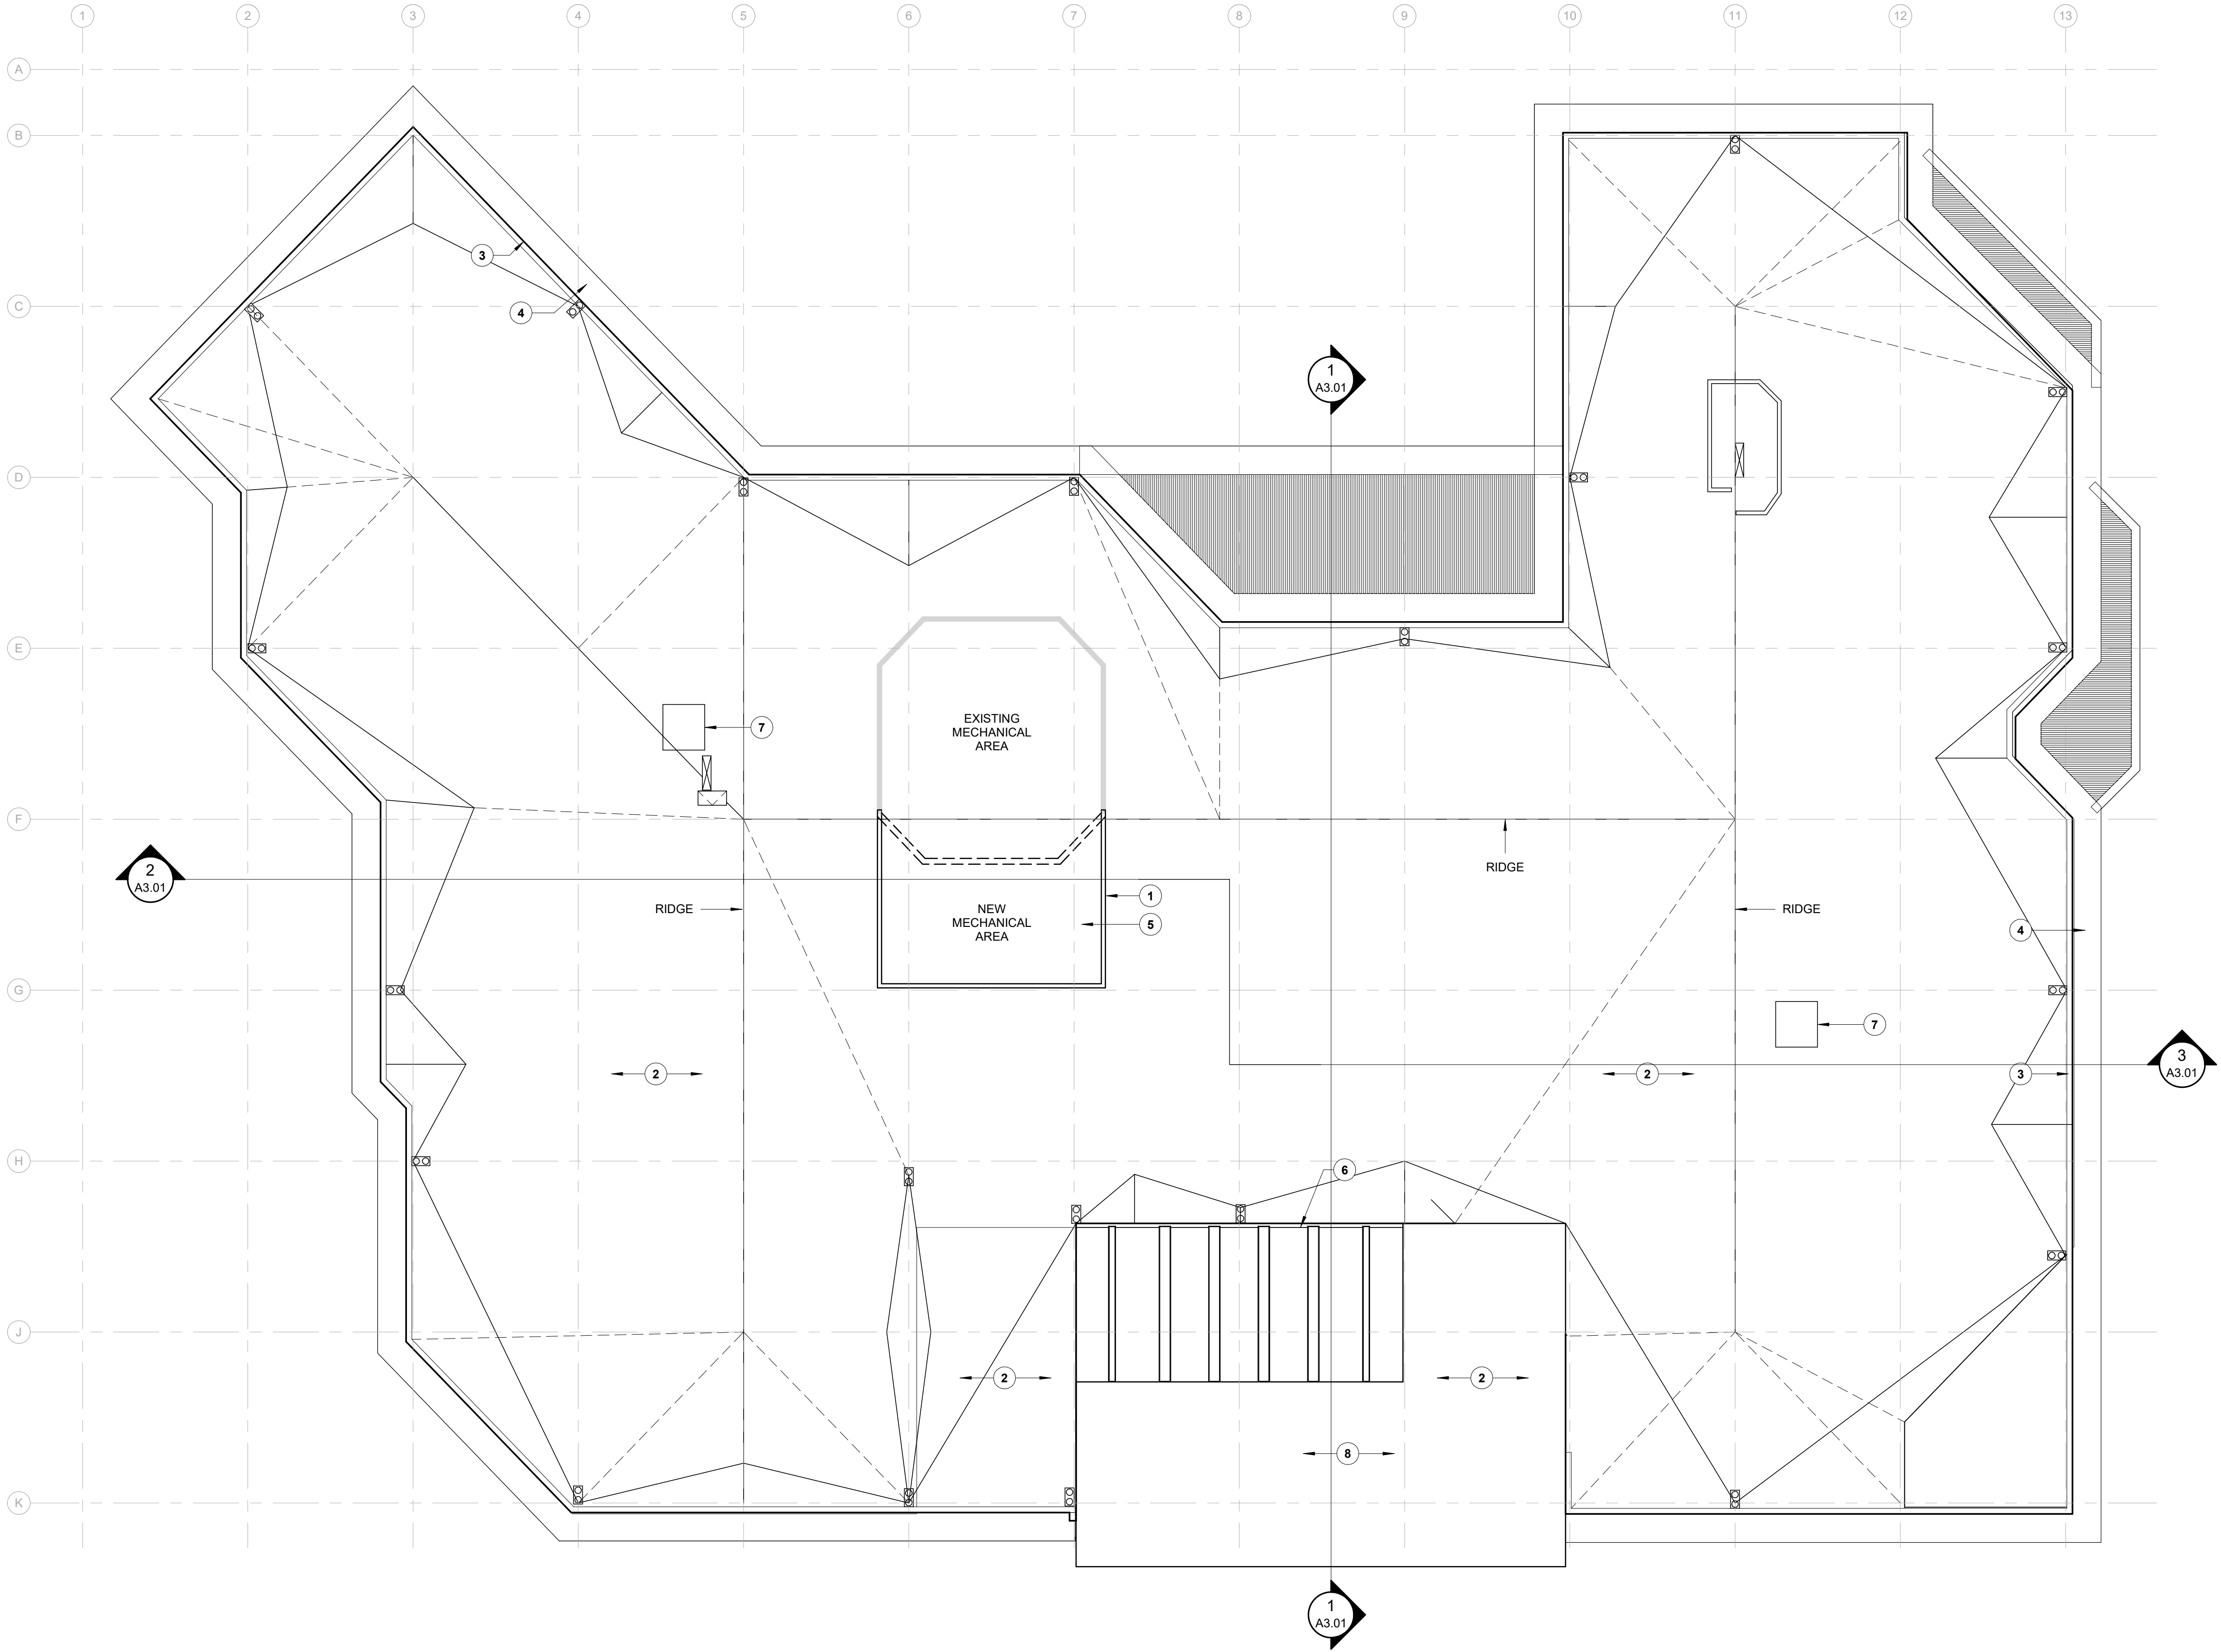 1 2 3 4 5 6 7 8 9 10 11 12 13
A
B
3
C
4
1
A3.01
D
E
EXISTING
MECHANICAL
AREA
7
F
RIDGE
2
A3.01
1
RIDGE
NEW
MECHANICAL
AREA
RIDGE
5
4
G
7
3
A3.01
2
2
3
H
6
J
2
2
8
K
1
A3.01